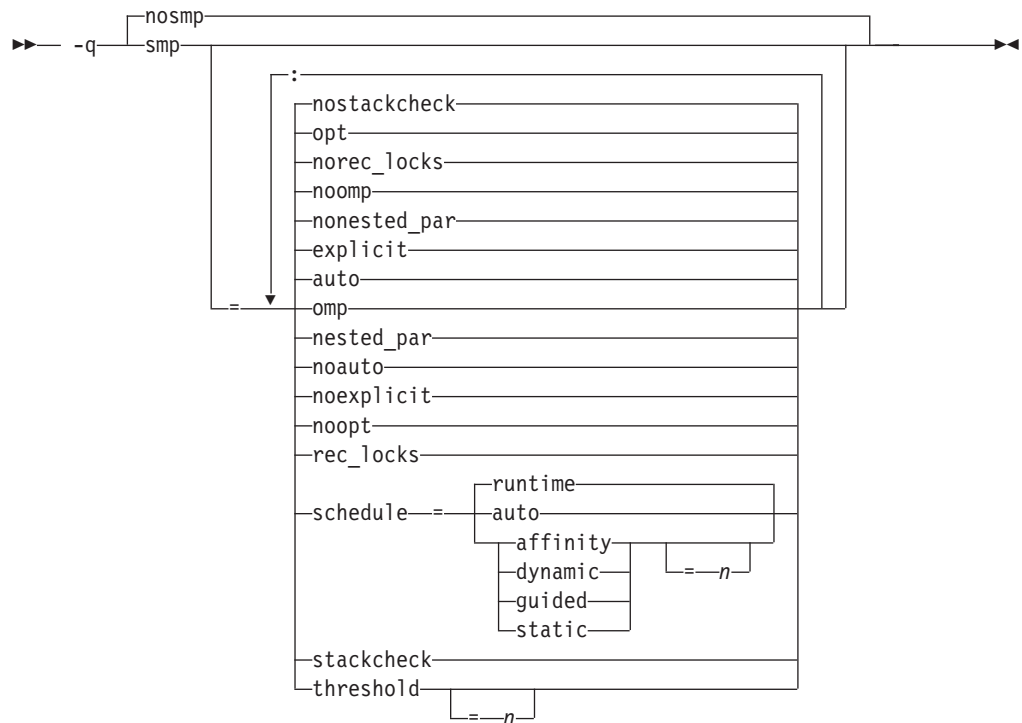 nosmp
-q smp
:
nostackcheck
opt
norec_locks
noomp
nonested_par
explicit
auto
= omp
nested_par
noauto
noexplicit
noopt
rec_locks
runtime
schedule = auto
affinity
dynamic = n
guided
static
stackcheck
threshold
= n